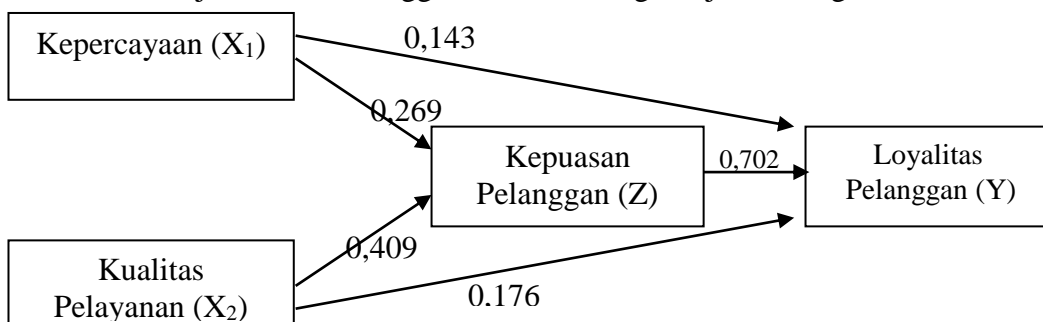 Kepercayaan (X₁)
0,143
0,269
Kepuasan
Pelanggan (Z)
0,702
Loyalitas
Pelanggan (Y)
0,409
Kualitas
Pelayanan (X₂)
0,176